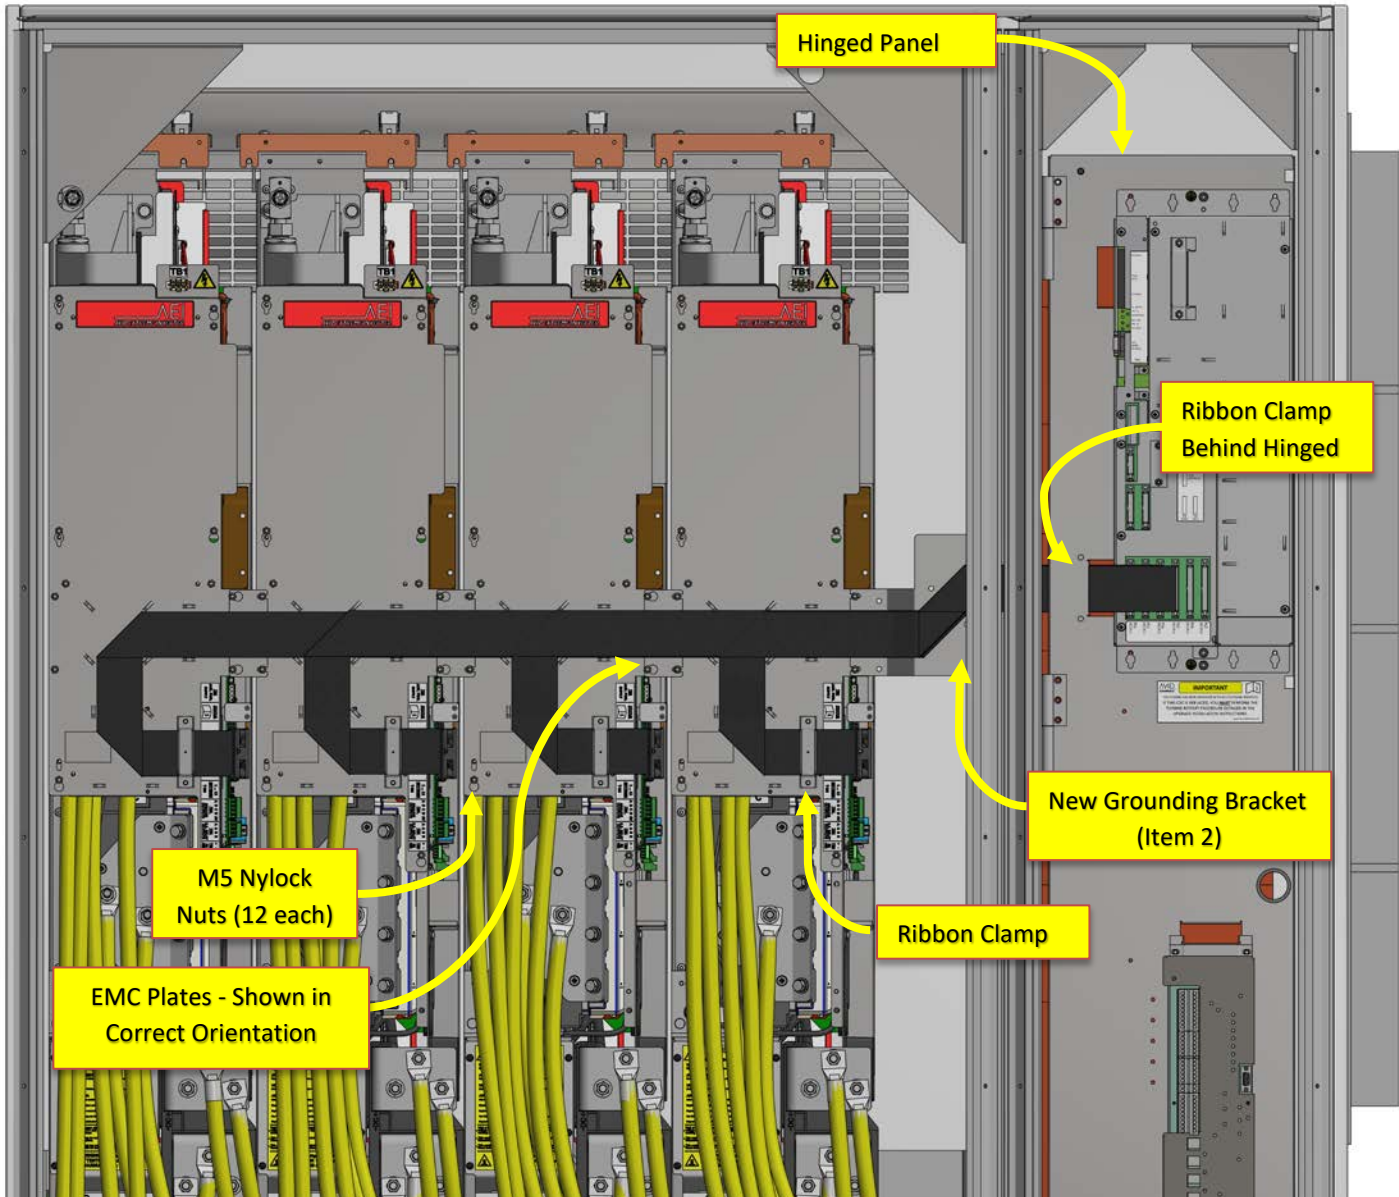 Hinged Panel
TB1
TB1
TB1
TB1
AEI
AEI
AEI
AEI
Ribbon Clamp
Behind Hinged
IMPORTANT
New Grounding Bracket
(Item 2)
M5 Nylock
Nuts (12 each)
Ribbon Clamp
EMC Plates - Shown in
Correct Orientation